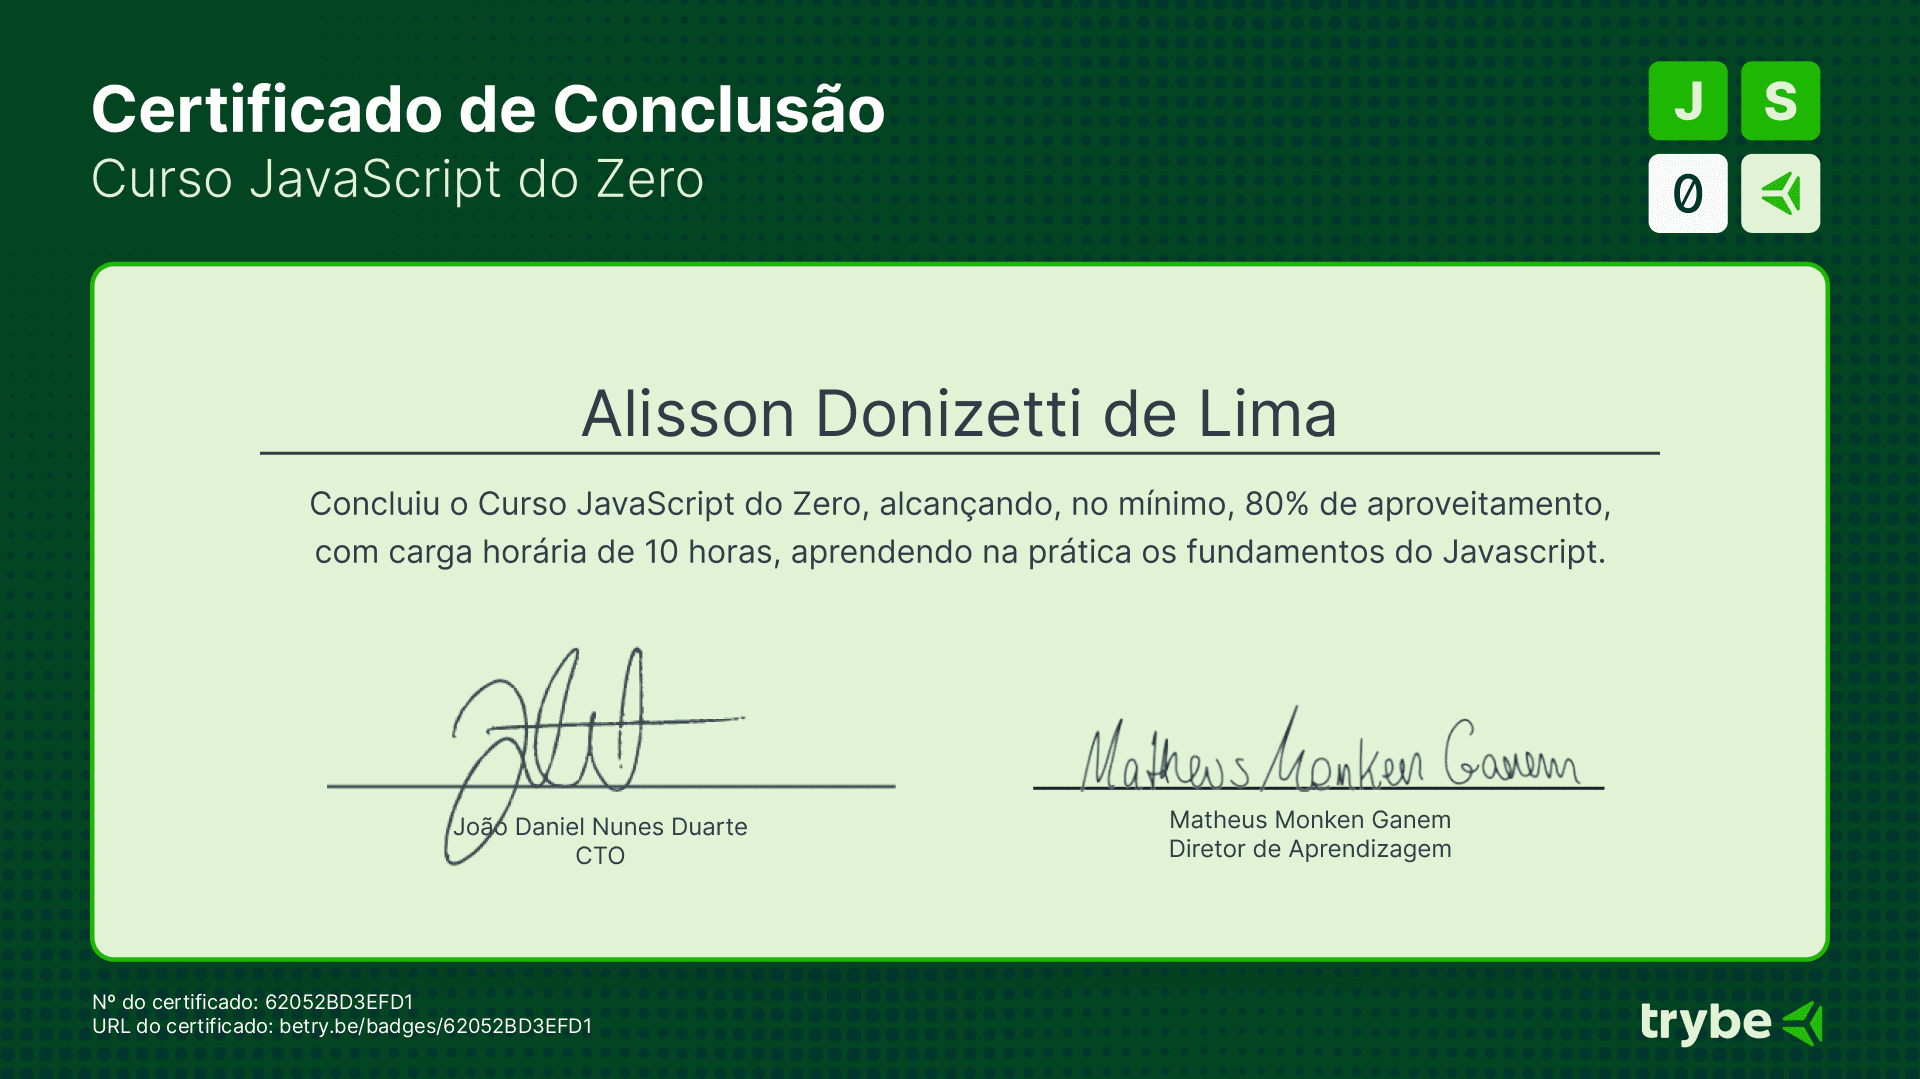 Certificado de Conclusão
Curso JavaScript do Zero
J S
0
Alisson Donizetti de Lima
Concluiu o Curso JavaScript do Zero, alcançando, no mínimo, 80% de aproveitamento,
com carga horária de 10 horas, aprendendo na prática os fundamentos do Javascript.
Matheus Monken Ganem
João Daniel Nunes Duarte
CTO
Matheus Monken Ganem
Diretor de Aprendizagem
Nº do certificado: 62052BD3EFD1
URL do certificado: betry.be/badges/62052BD3EFD1
trybe